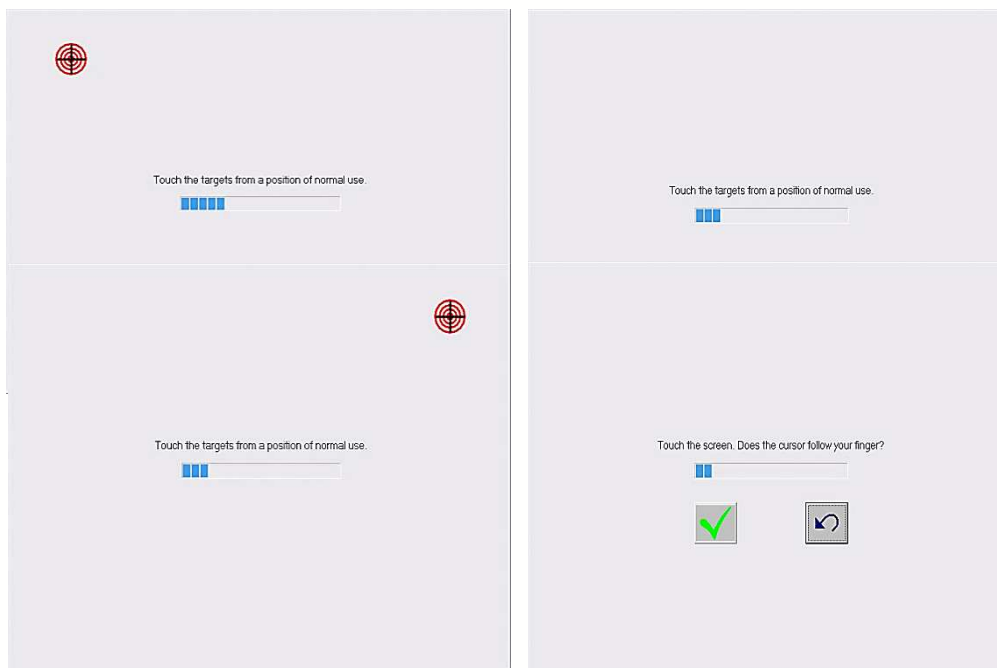 Touch the targets from a position of normal use.
Touch the targets from a position of normal use.
Touch the targets from a position of normal use.
Touch the screen. Does the cursor follow your finger?